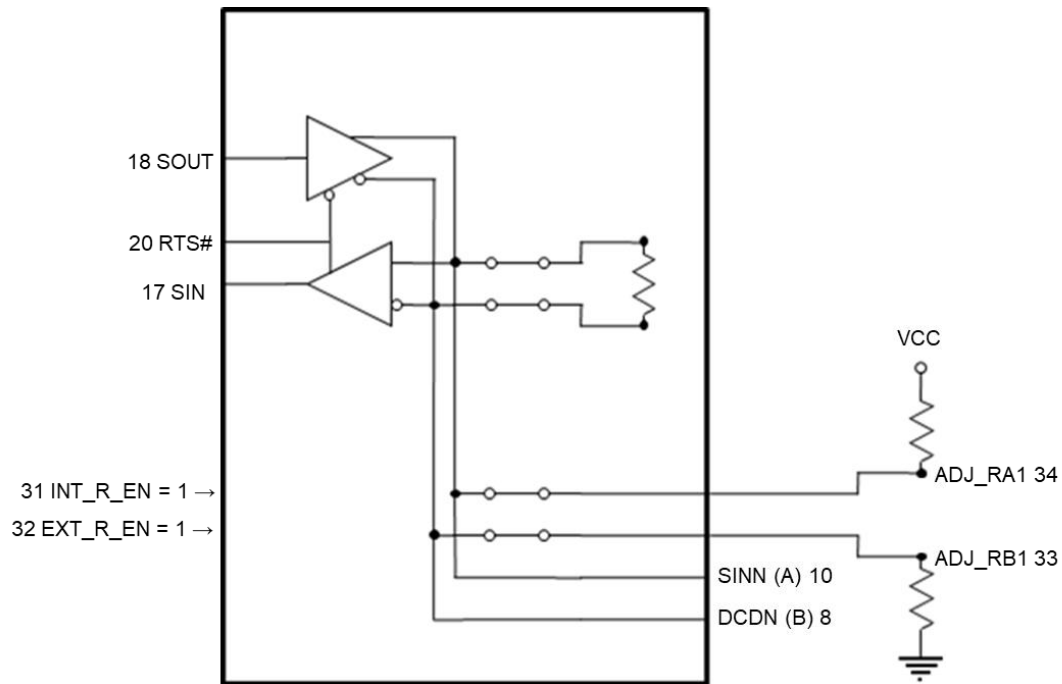 18 SOUT
20 RTS#
17 SIN
VCC
ADJ_RA1 34
31 INT_R_EN = 1 →
32 EXT_R_EN = 1 →
ADJ_RB1 33
SINN (A) 10
DCDN (B) 8